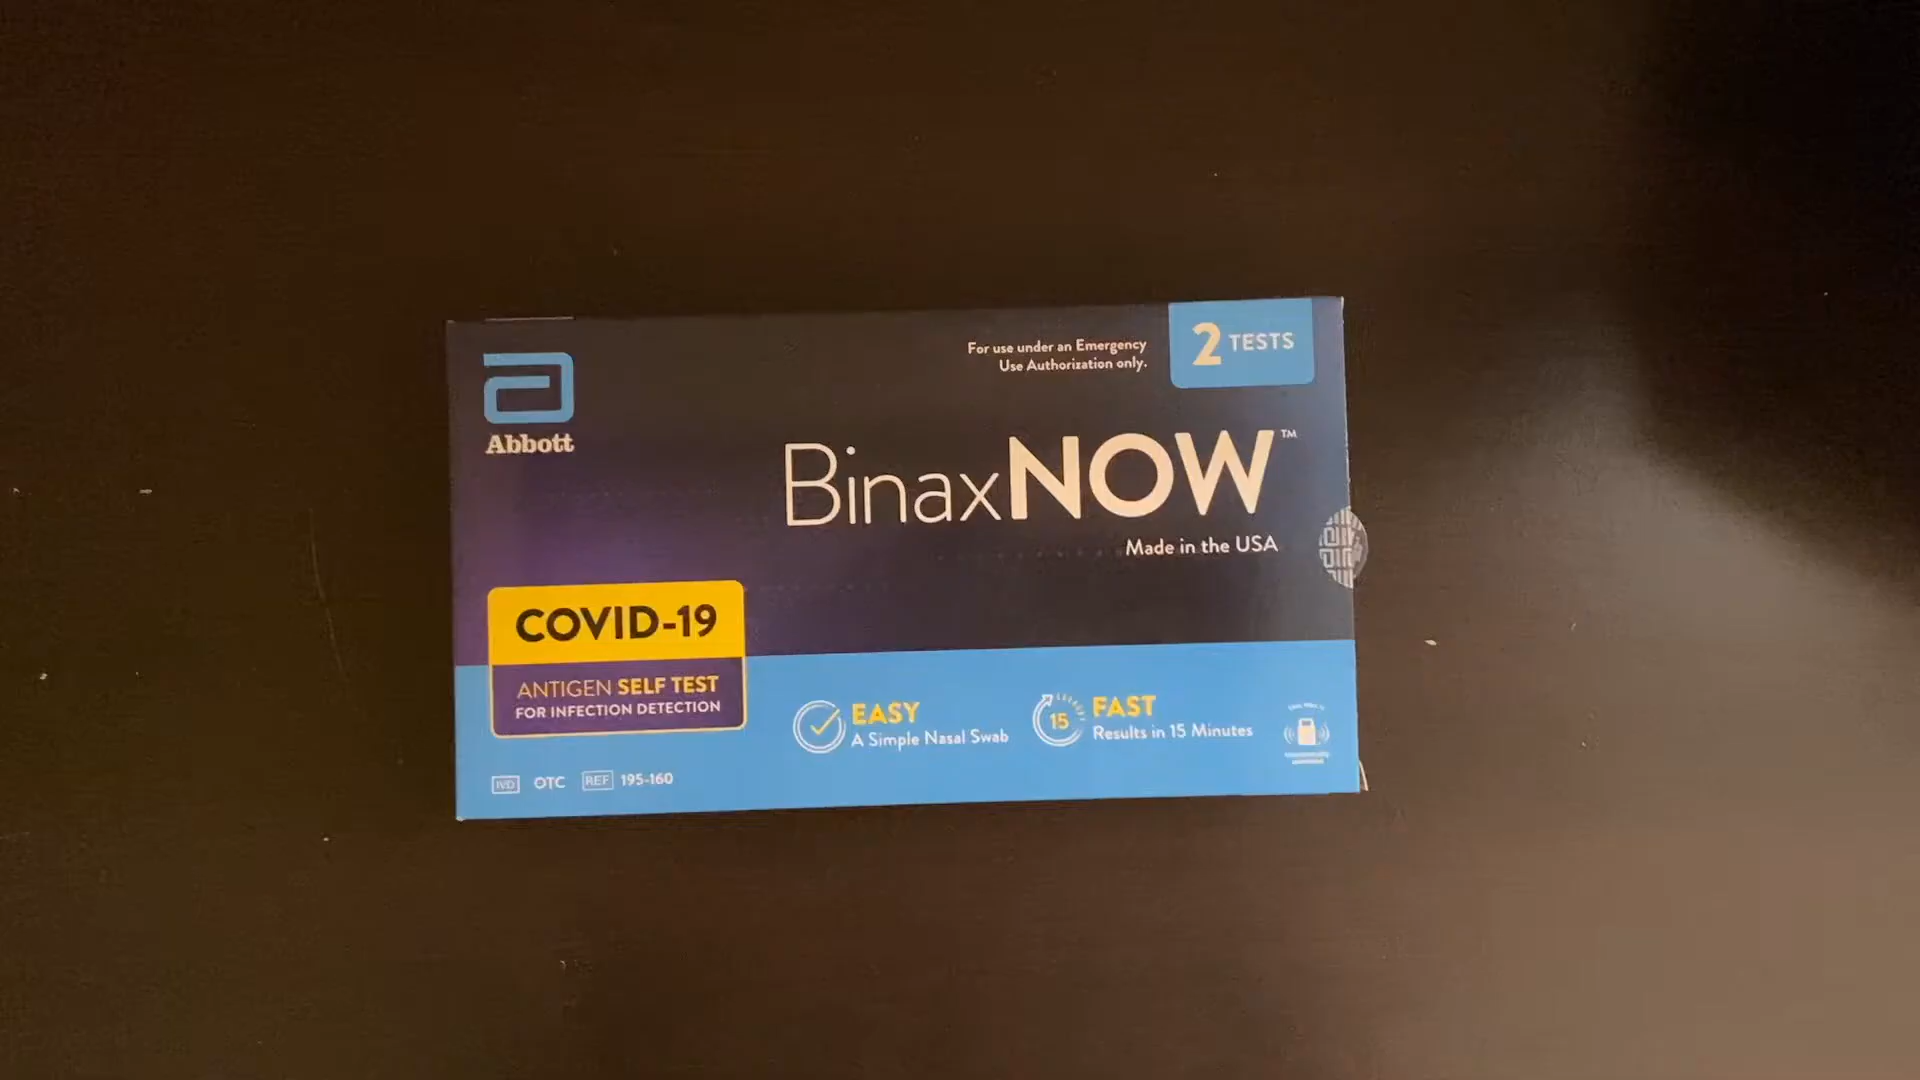 Abbott
For use under an Emergency
Use Authorization only.
2 TESTS
BinaxNOW™
Made in the USA
COVID-19
ANTIGEN SELF TEST
FOR INFECTION DETECTION
EASY
A Simple Nasal Swab
15
FAST
Results in 15 Minutes
IVD OTC REF 195-160